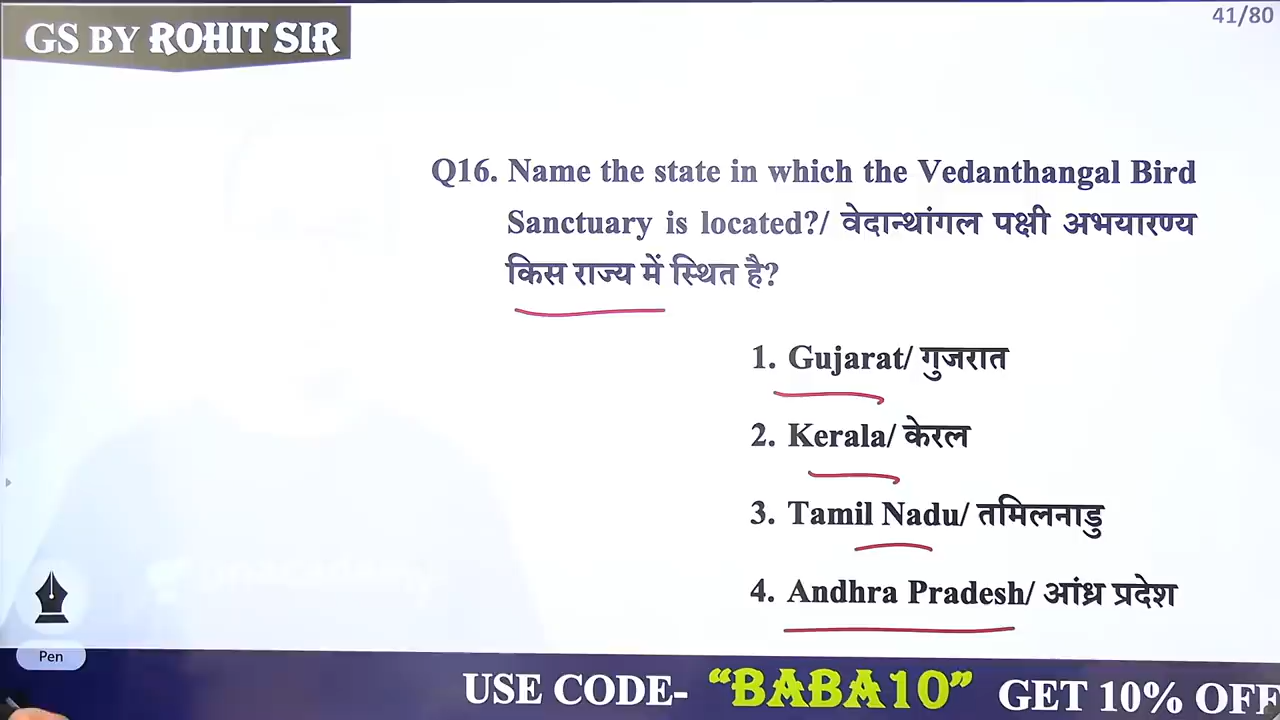 GS BY ROHIT SIR
41/80
Q16. Name the state in which the Vedanthangal Bird
Sanctuary is located?/ वेदान्थांगल पक्षी अभयारण्य
किस राज्य में स्थित है?
1. Gujarat/ गुजरात
2. Kerala/ केरल
3. Tamil Nadu/ तमिलनाडु
4. Andhra Pradesh/ आंध्र प्रदेश
Pen
USE CODE- “BABA10” GET 10% OFF